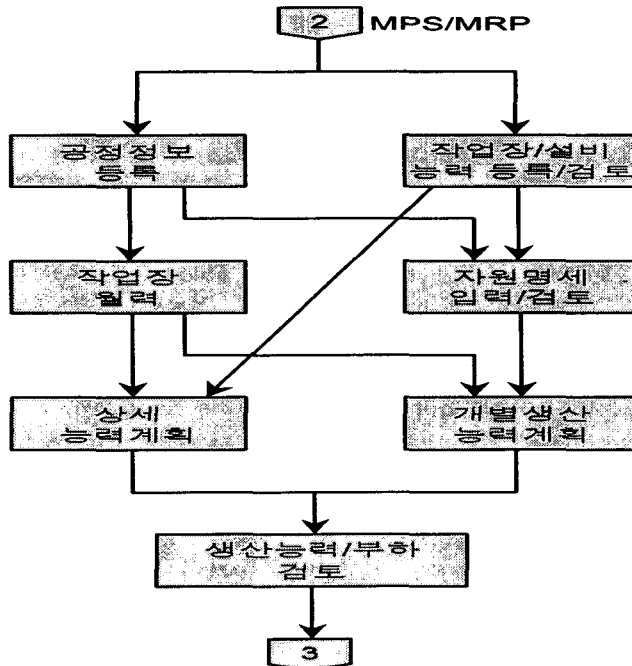 2 MPS/MRP
공정정보
등록
작업장/설비
능력 등록/검토
작업장
월력
자원명세
입력/검토
상세
능력계획
개별생산
능력계획
생산능력/부하
검토
3